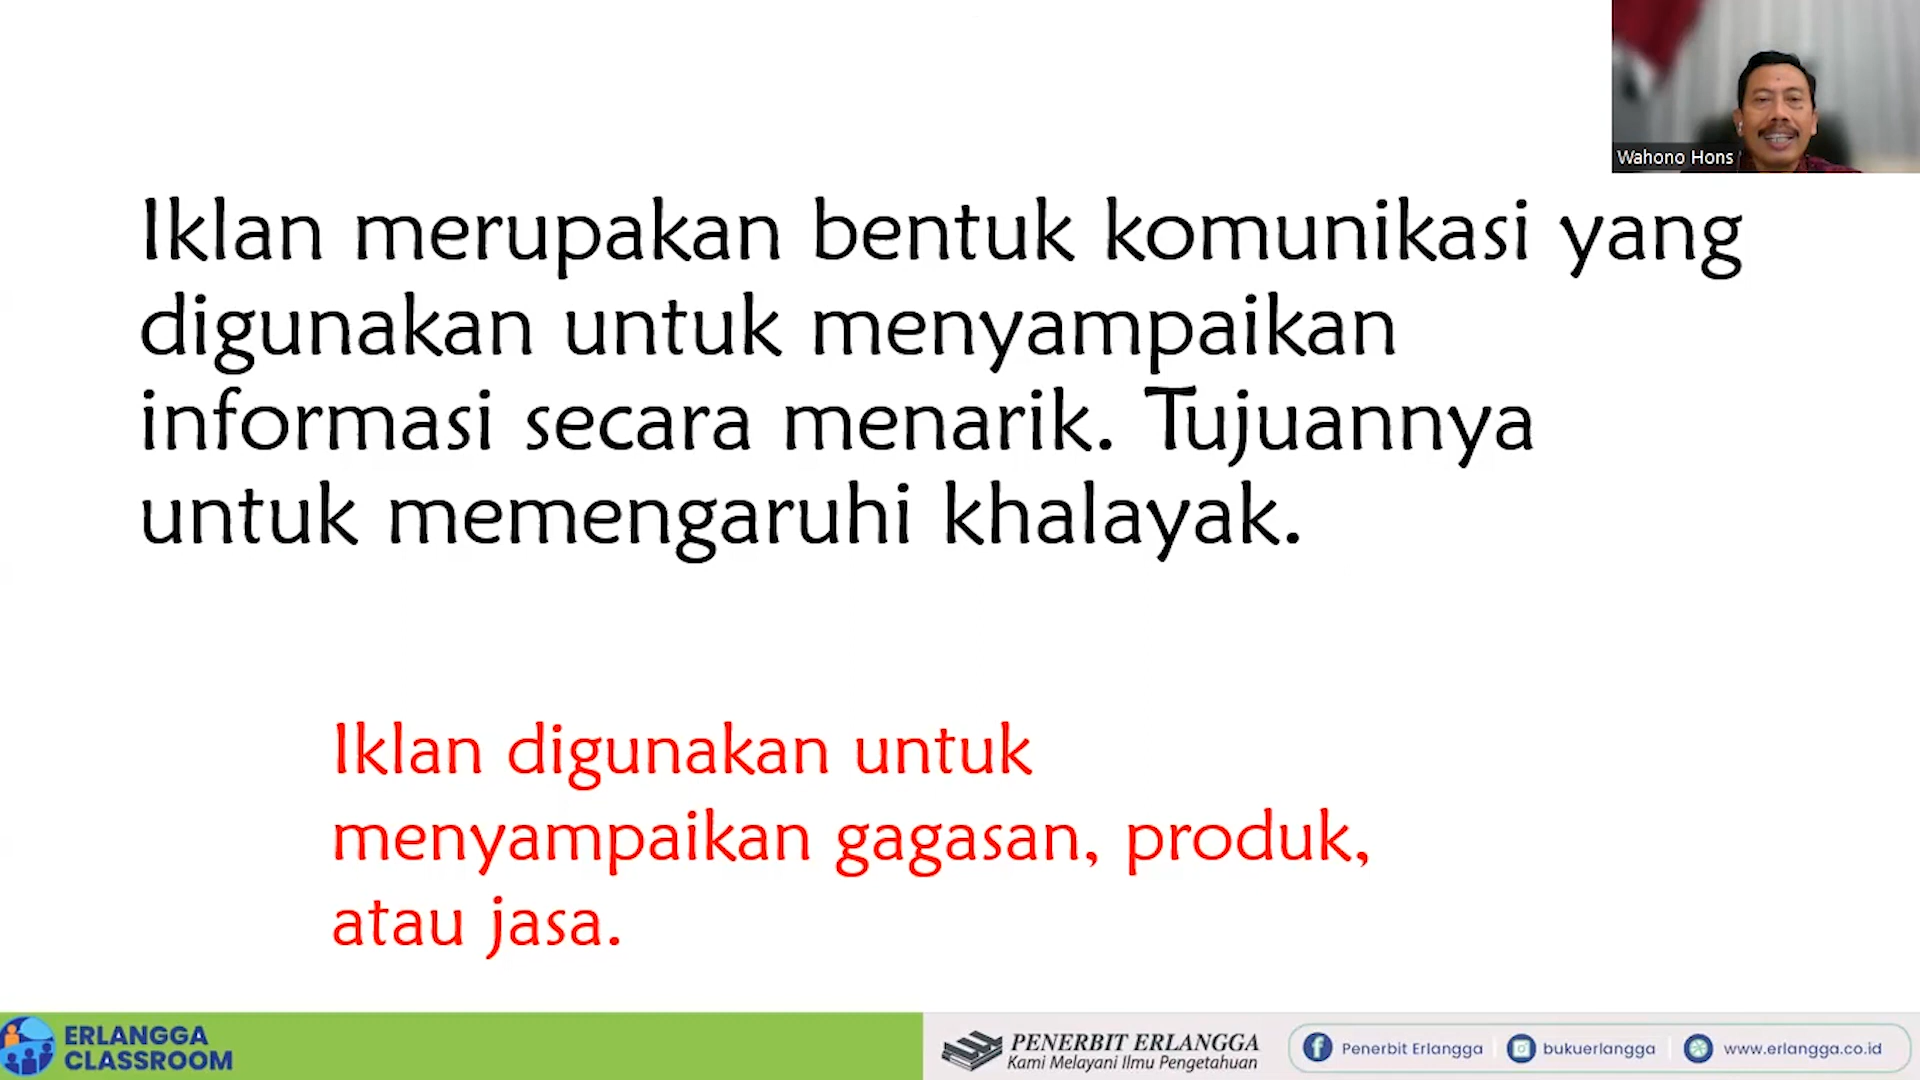 Wahono Hons
Iklan merupakan bentuk komunikasi yang
digunakan untuk menyampaikan
informasi secara menarik. Tujuannya
untuk memengaruhi khalayak.
Iklan digunakan untuk
menyampaikan gagasan, produk,
atau jasa.
ERLANGGA
CLASSROOM
PENERBIT ERLANGGA
Kami Melayani Ilmu Pengetahuan
Penerbit Erlangga
bukuerlangga
www.erlangga.co.id